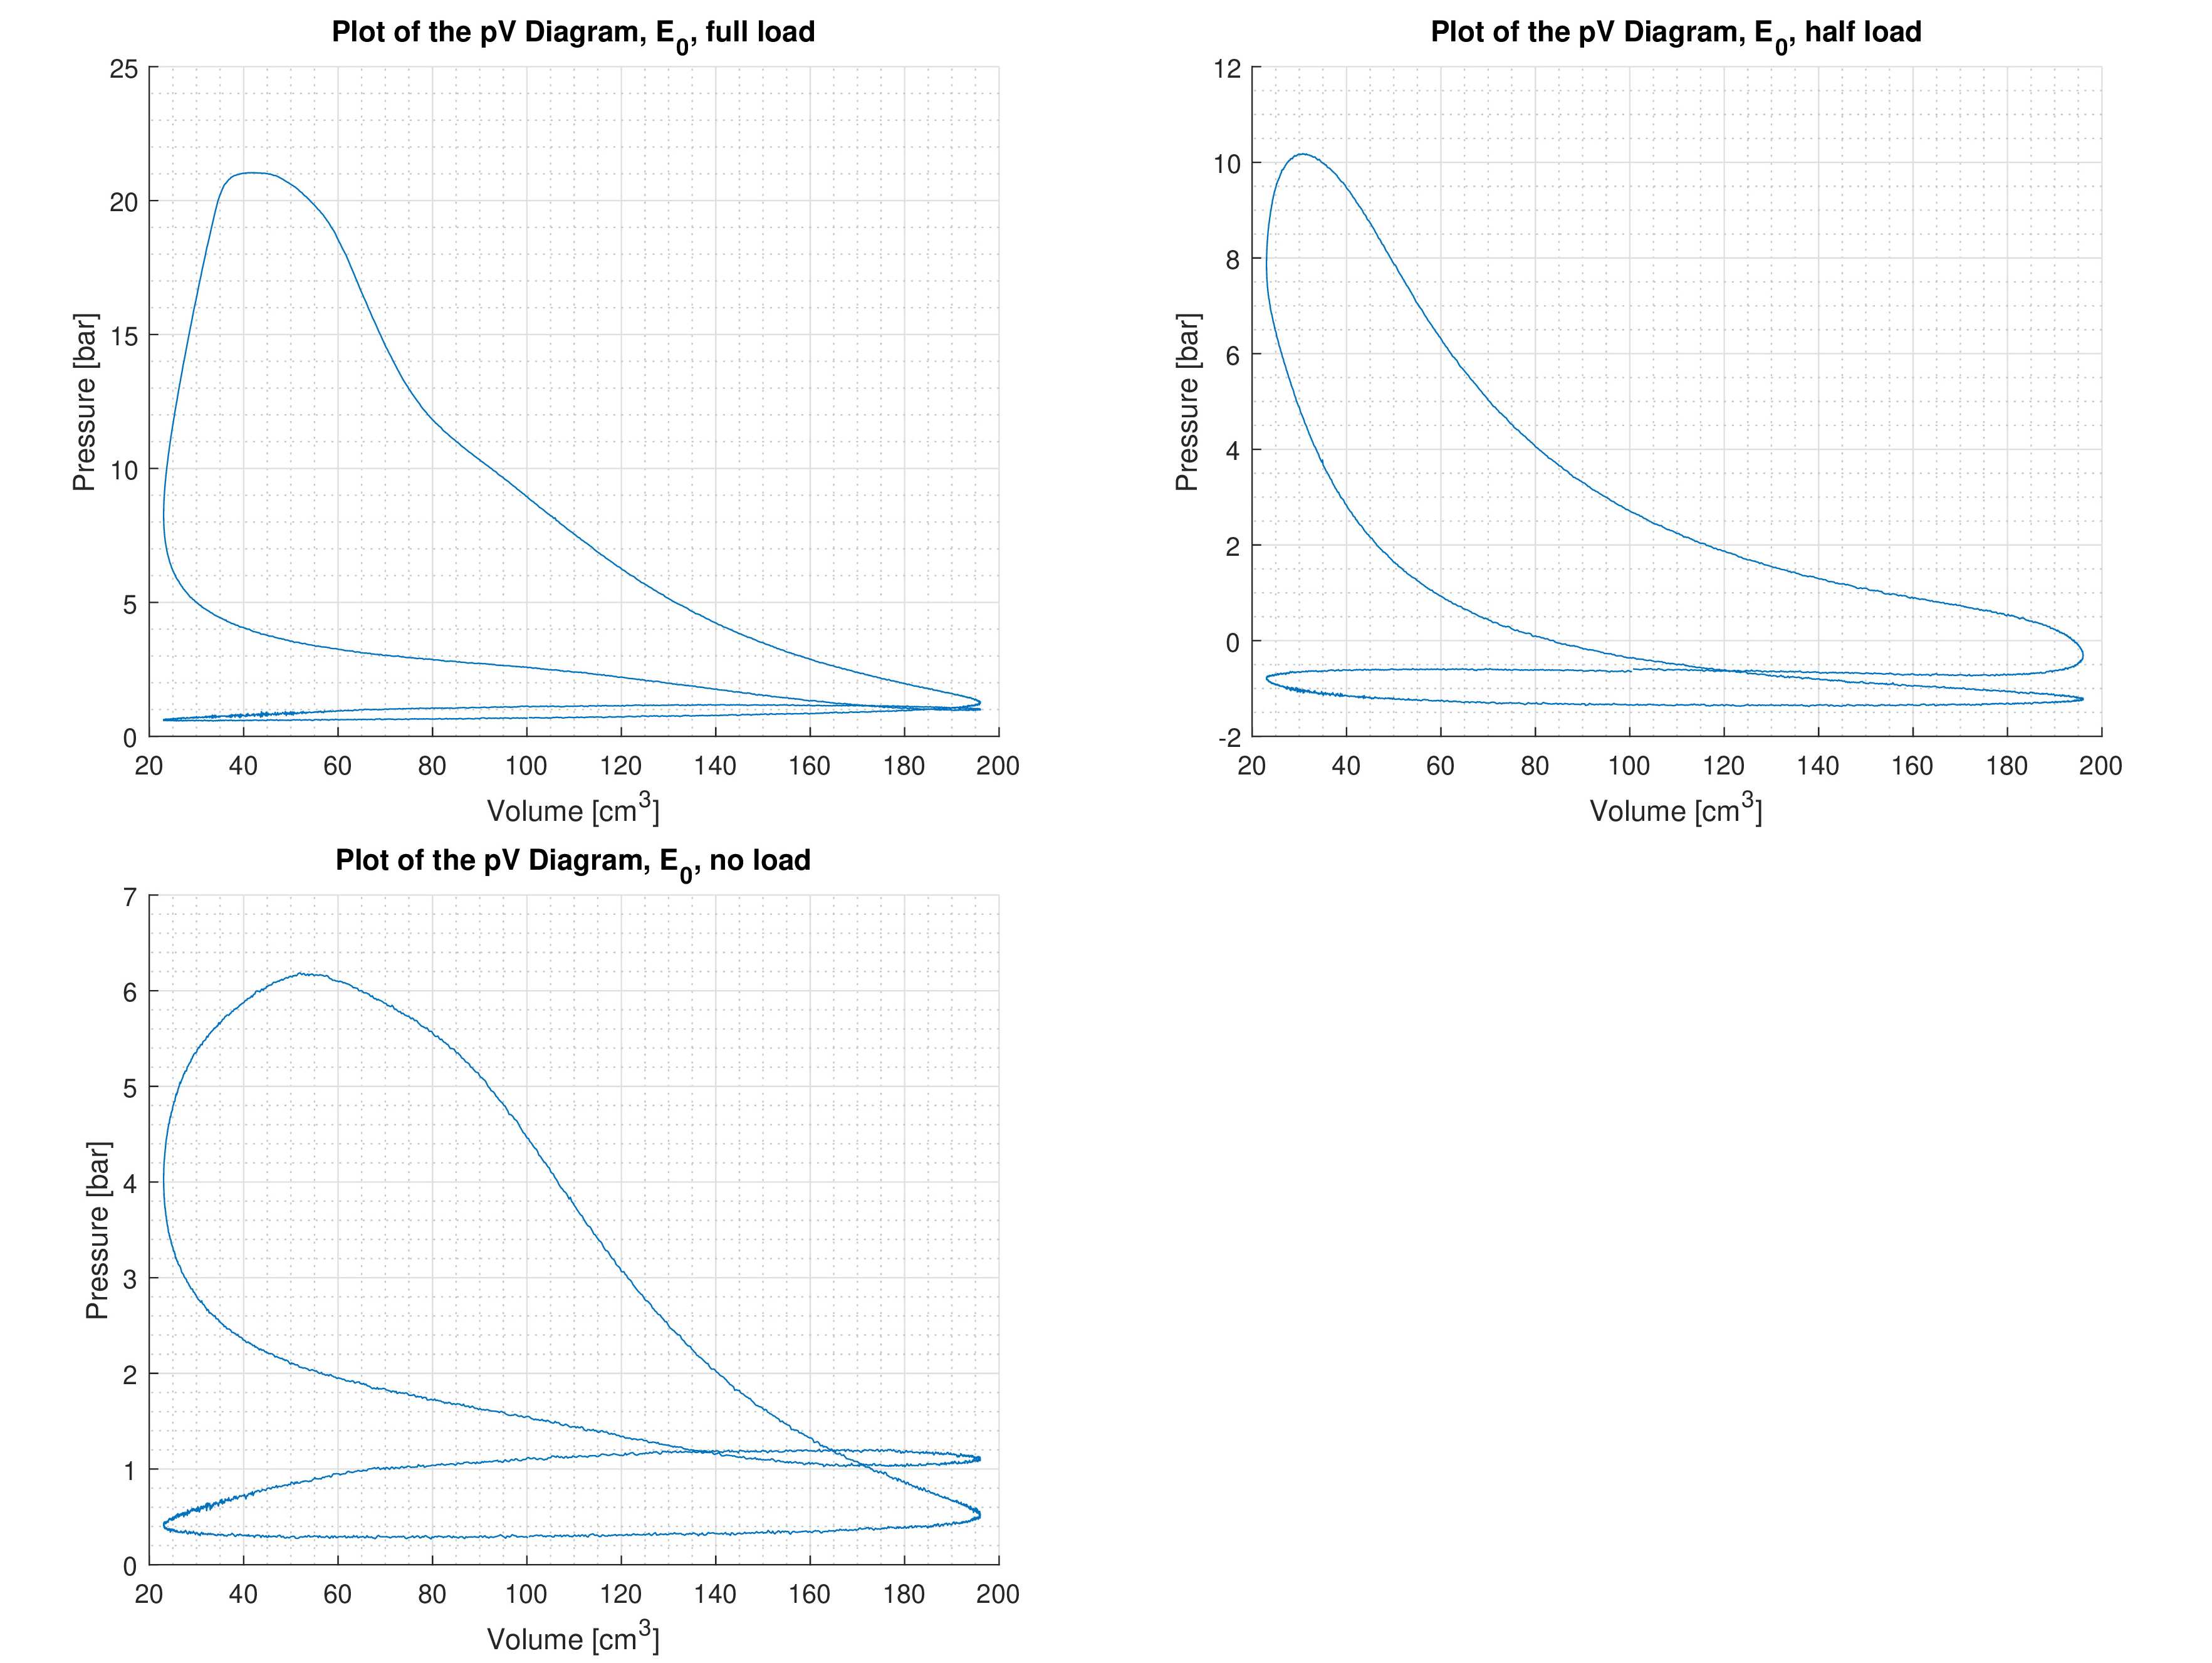 Plot of the pV Diagram, E0, full load
25
20
15
10
5
0
Pressure [bar]
20 40 60 80 100 120 140 160 180 200
Volume [cm3]
Plot of the pV Diagram, E0, half load
12
10
8
6
4
2
0
-2
Pressure [bar]
20 40 60 80 100 120 140 160 180 200
Volume [cm3]
Plot of the pV Diagram, E0, no load
7
6
5
4
3
2
1
0
Pressure [bar]
20 40 60 80 100 120 140 160 180 200
Volume [cm3]